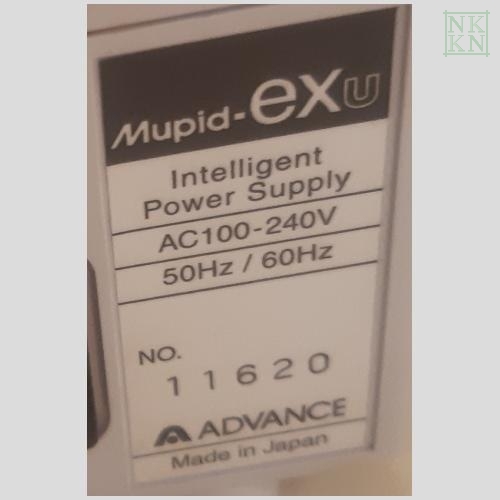 NK
KN
Mupid-exU
Intelligent
Power Supply
AC100-240V
50Hz / 60Hz
NO.
11620
ADVANCE
Made in Japan